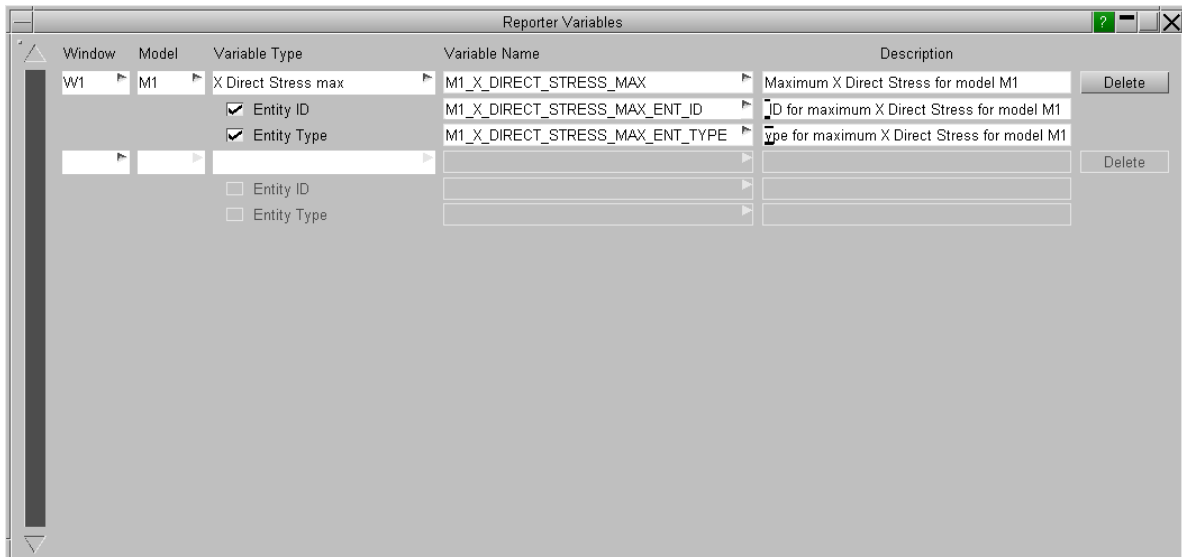 Reporter Variables ?
Window Model Variable Type Variable Name Description
W1 M1 X Direct Stress max M1_X_DIRECT_STRESS_MAX Maximum X Direct Stress for model M1 Delete
Entity ID M1_X_DIRECT_STRESS_MAX_ENT_ID ID for maximum X Direct Stress for model M1
Entity Type M1_X_DIRECT_STRESS_MAX_ENT_TYPE ype for maximum X Direct Stress for model M1
Delete
Entity ID
Entity Type